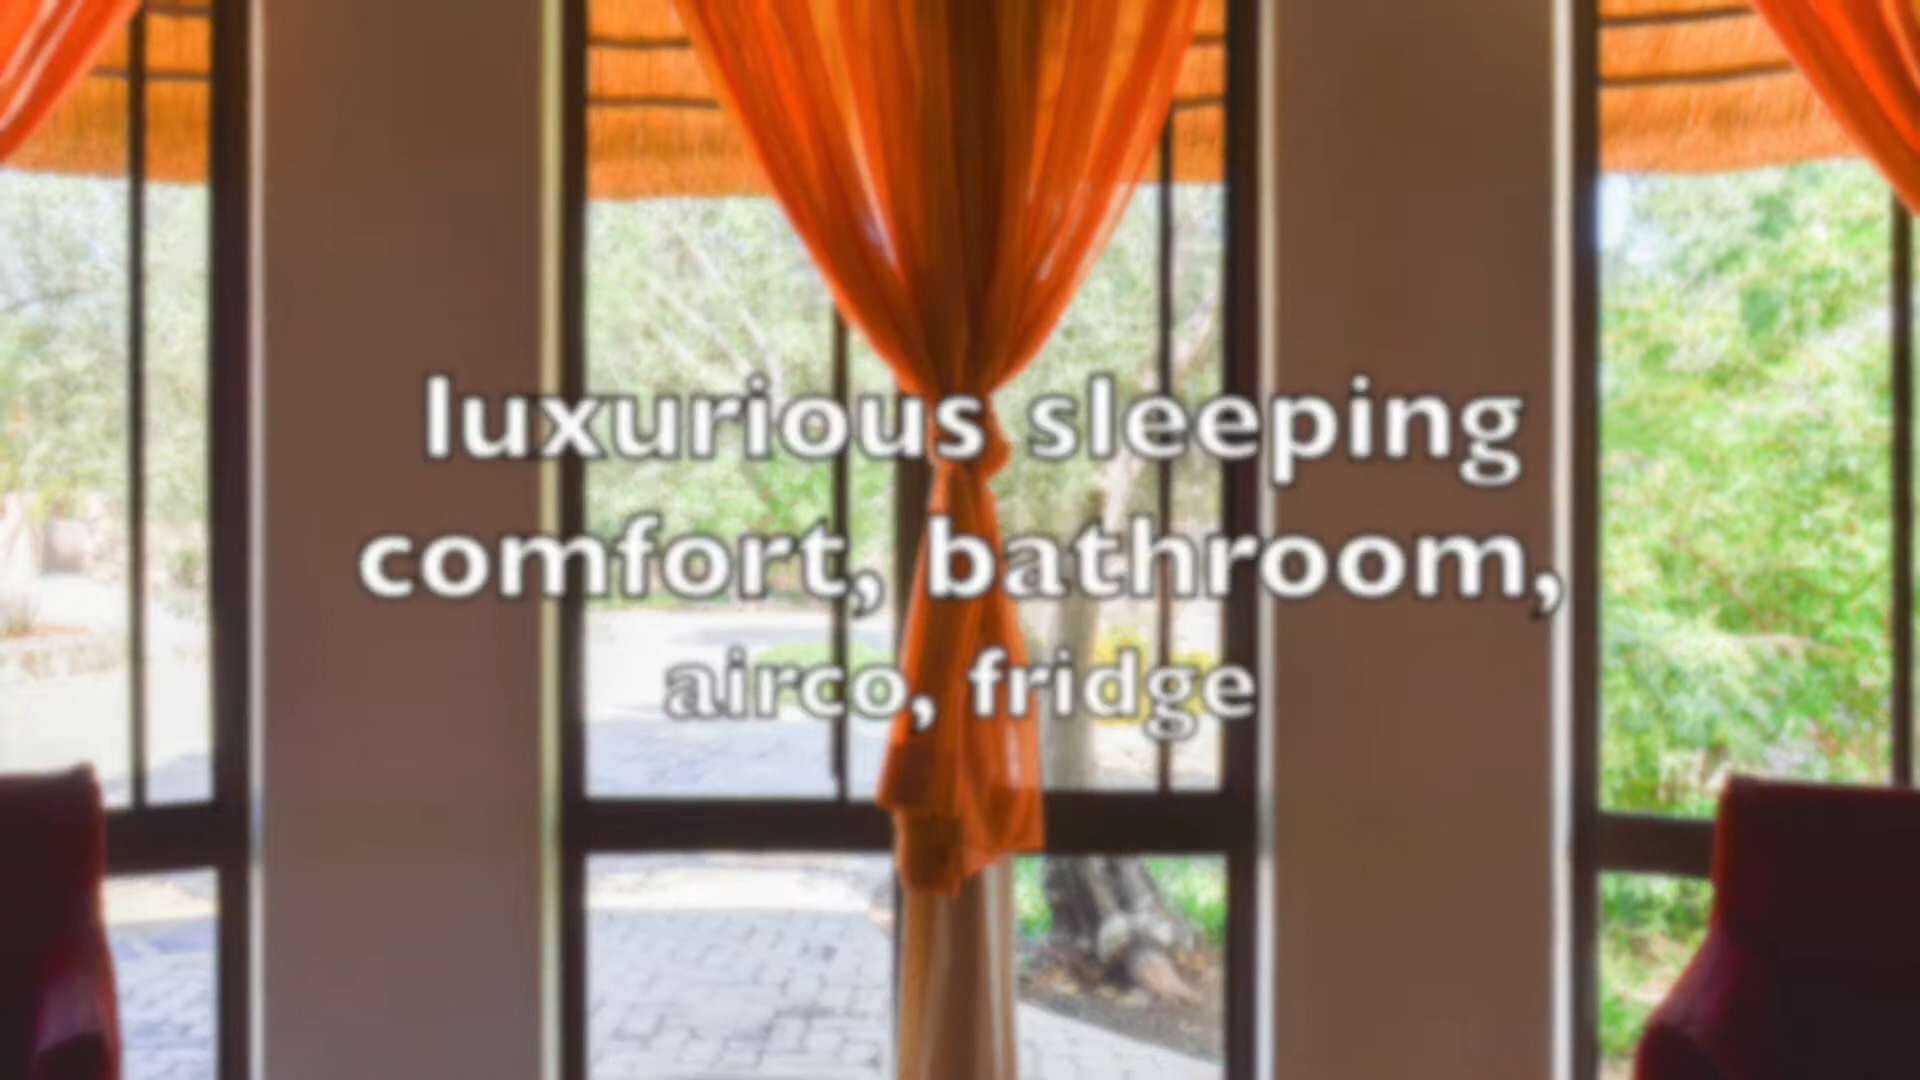 luxurious sleeping
comfort, bathroom,
airco, fridge